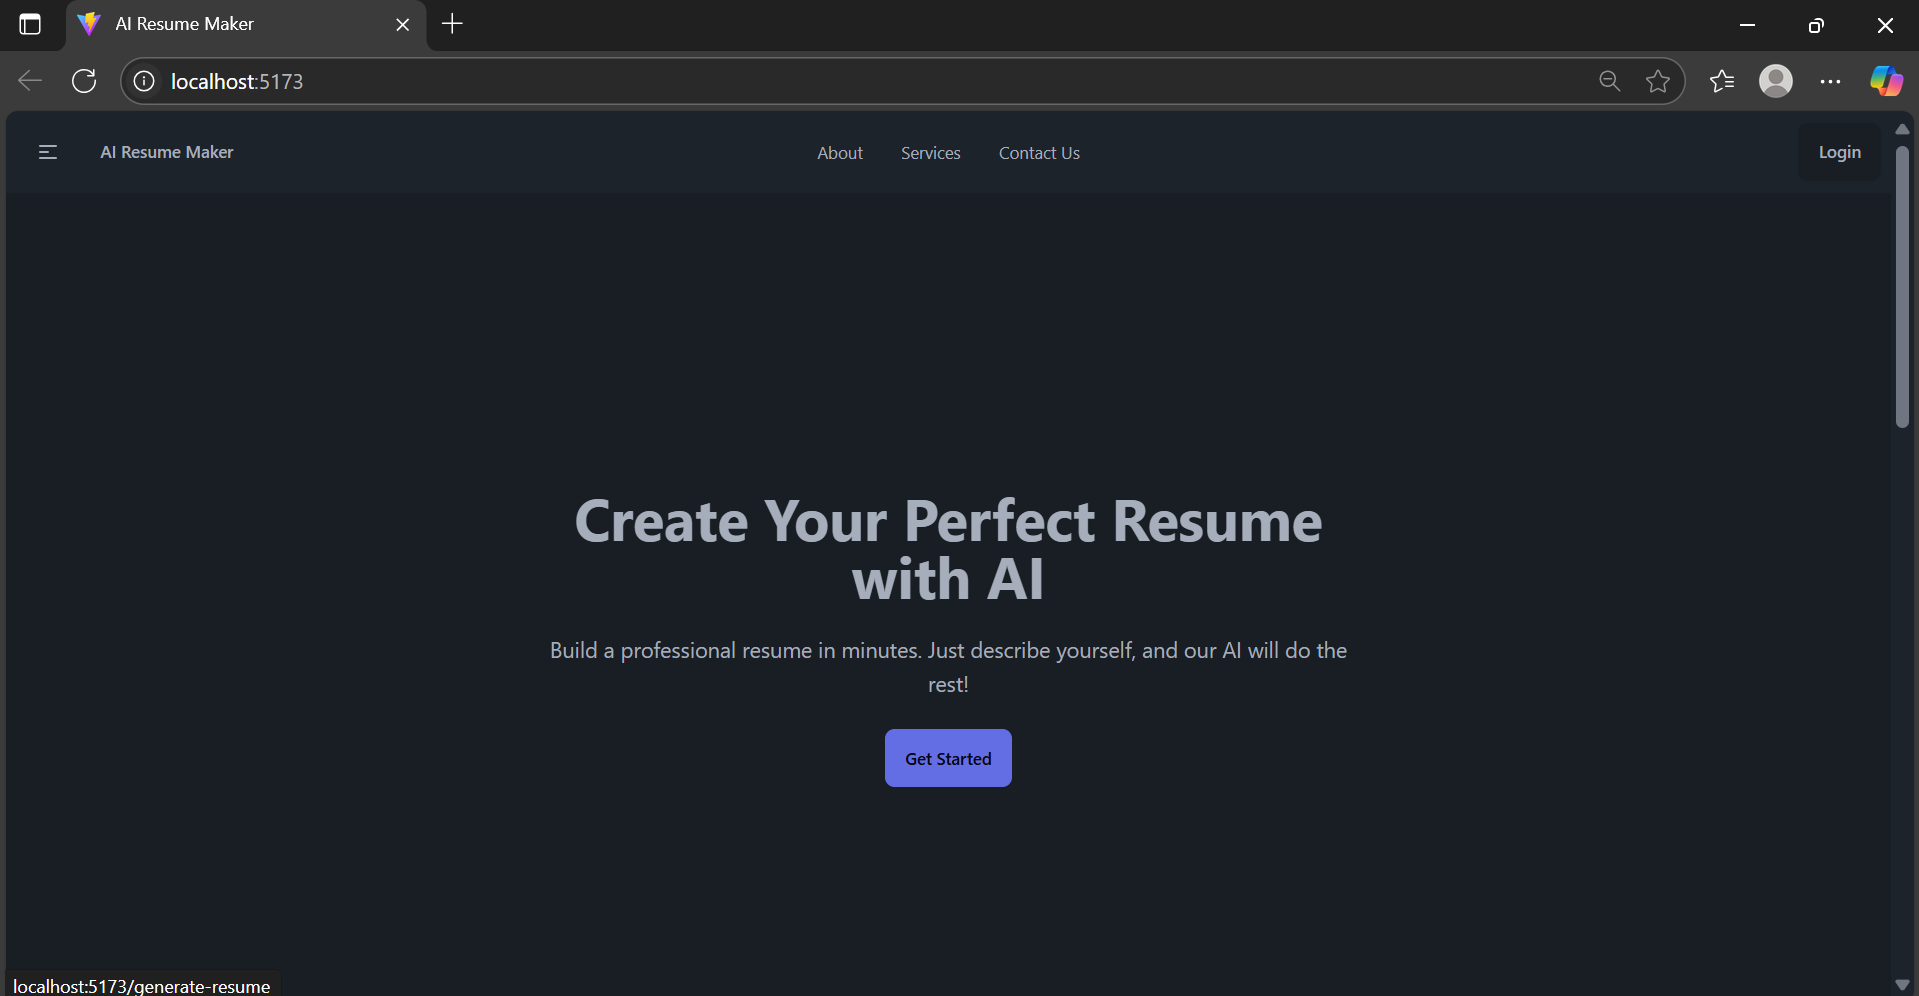 AI Resume Maker
localhost:5173
AI Resume Maker
About
Services
Contact Us
Login
Create Your Perfect Resume
with AI
Build a professional resume in minutes. Just describe yourself, and our AI will do the
rest!
Get Started
localhost:5173/generate-resume